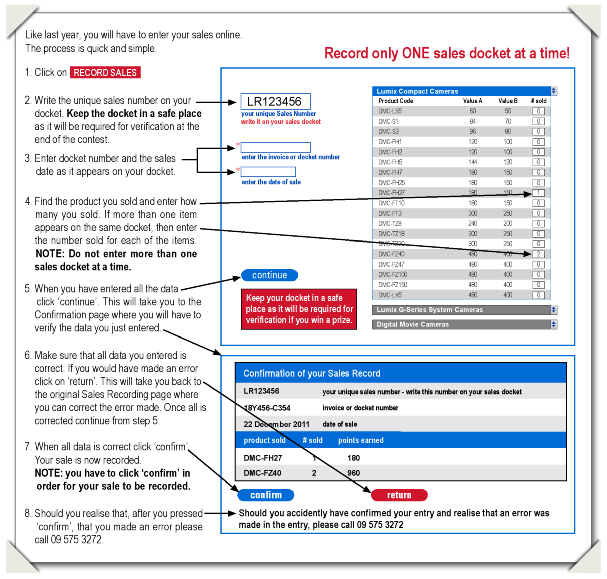 Like last year, you will have to enter your sales online.
The process is quick and simple.
Record only ONE sales docket at a time!
1. Click on RECORD SALES
2. Write the unique sales number on your
docket. Keep the docket in a safe place
as it will be required for verification at the
end of the contest.
3. Enter docket number and the sales
date as it appears on your docket.
4. Find the product you sold and enter how
many you sold. If more than one item
appears on the same docket, then enter
the number sold for each of the items.
NOTE: Do not enter more than one
sales docket at a time.
5. When you have entered all the data
click 'continue'. This will take you to the
Confirmation page where you will have to
verify the data you just entered.
6. Make sure that all data you entered is
correct. If you would have made an error
click on 'return'. This will take you back to
the original Sales Recording page where
you can correct the error made. Once all is
corrected continue from step 5.
7. When all data is correct click 'confirm'.
Your sale is now recorded.
NOTE: you have to click 'confirm' in
order for your sale to be recorded.
8. Should you realise that, after you pressed
'confirm', that you made an error please
call 09 575 3272.
LR123456
your unique Sales Number
write it on your sales docket
enter the invoice or docket number
enter the date of sale
continue
Keep your docket in a safe
place as it will be required for
verification if you win a prize.
Lumix Compact Cameras
Product Code Value A Value B # sold
DMC-LS5 60 50 0
DMC-S1 84 70 0
DMC-S3 96 80 0
DMC-FH1 120 100 0
DMC-FH2 120 100 0
DMC-FH5 144 120 0
DMC-FH7 180 150 0
DMC-FH25 180 150 0
DMC-FH27 180 150 1
DMC-FT10 180 150 0
DMC-FT3 300 250 0
DMC-TZ8 240 200 0
DMC-TZ18 300 250 0
300 250 0
DMC-FZ40 480 400 2
DMC-FZ47 480 400 0
DMC-FZ100 480 400 0
DMC-FZ150 480 400 0
DMC-LX5 480 400 0
Lumix G-Series System Cameras
Digital Movie Cameras
Confirmation of your Sales Record
LR123456 your unique sales number - write this number on your sales docket
18Y456-C354 invoice or docket number
22 December 2011 date of sale
product sold # sold points earned
DMC-FH27 1 180
DMC-FZ40 2 960
confirm return
Should you accidently have confirmed your entry and realise that an error was
made in the entry, please call 09 575 3272